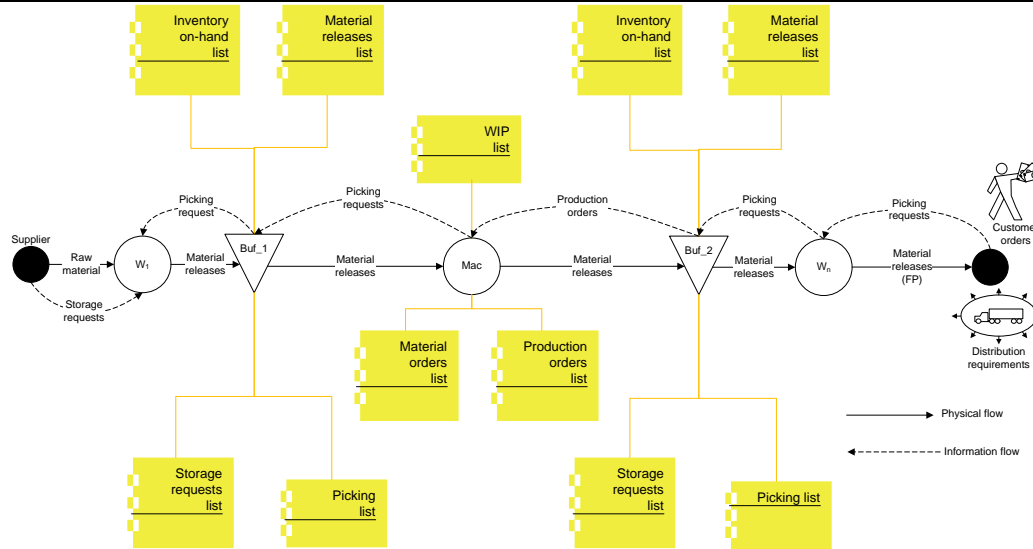 Inventory
on-hand
list
Material
releases
list
Inventory
on-hand
list
Material
releases
list
WIP
list
Picking
request
Picking
requests
Production
orders
Picking
requests
Picking
requests
Customer
orders
Supplier
Raw
material
W1
Material
releases
Buf_1
Material
releases
Mac
Material
releases
Buf_2
Material
releases
Wn
Material
releases
(FP)
Storage
requests
Distribution
requirements
Material
orders
list
Production
orders
list
Physical flow
Information flow
Storage
requests
list
Picking
list
Storage
requests
list
Picking list